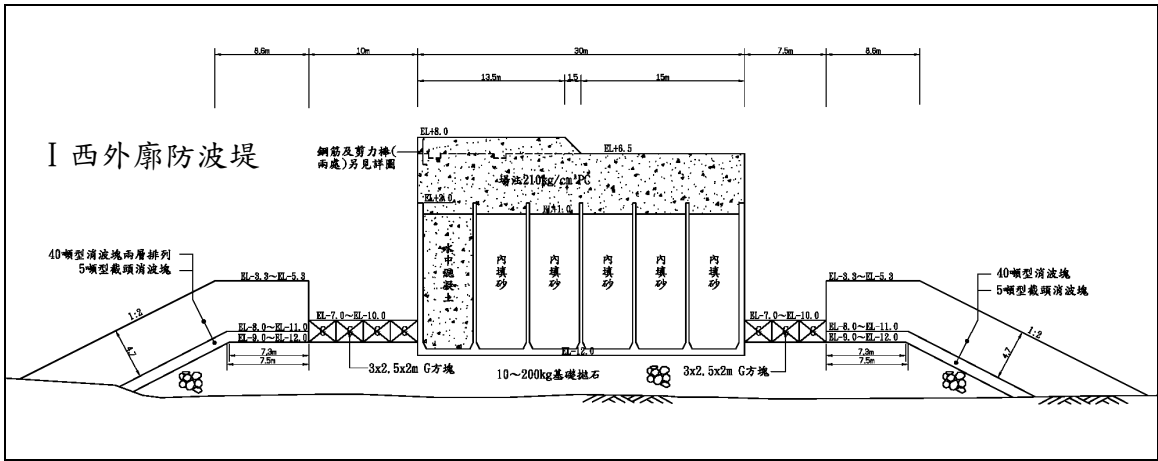 8.6m
10m
30m
7.5m
8.6m
13.5m
1.5
15m
I 西外廓防波堤
EL+8.0
鋼筋及剪力榫(
兩處)另見詳圖
EL+6.5
場注210kg/cm²PC
EL+2.0
EL+1.0
40噸型消波塊兩層排列
5噸型截頭消波塊
水中混凝土
內填砂
內填砂
內填砂
內填砂
內填砂
40噸型消波塊
5噸型截頭消波塊
EL-3.3～EL-5.3
EL-3.3～EL-5.3
1:2
EL-7.0～EL-10.0
EL-7.0～EL-10.0
1:2
4.7
EL-8.0～EL-11.0
EL-9.0～EL-12.0
G
G
G
G
G
G
G
EL-8.0～EL-11.0
EL-9.0～EL-12.0
4.7
EL-12.0
7.3m
7.5m
3x2.5x2m G方塊
10～200kg基礎拋石
3x2.5x2m G方塊
7.3m
7.5m